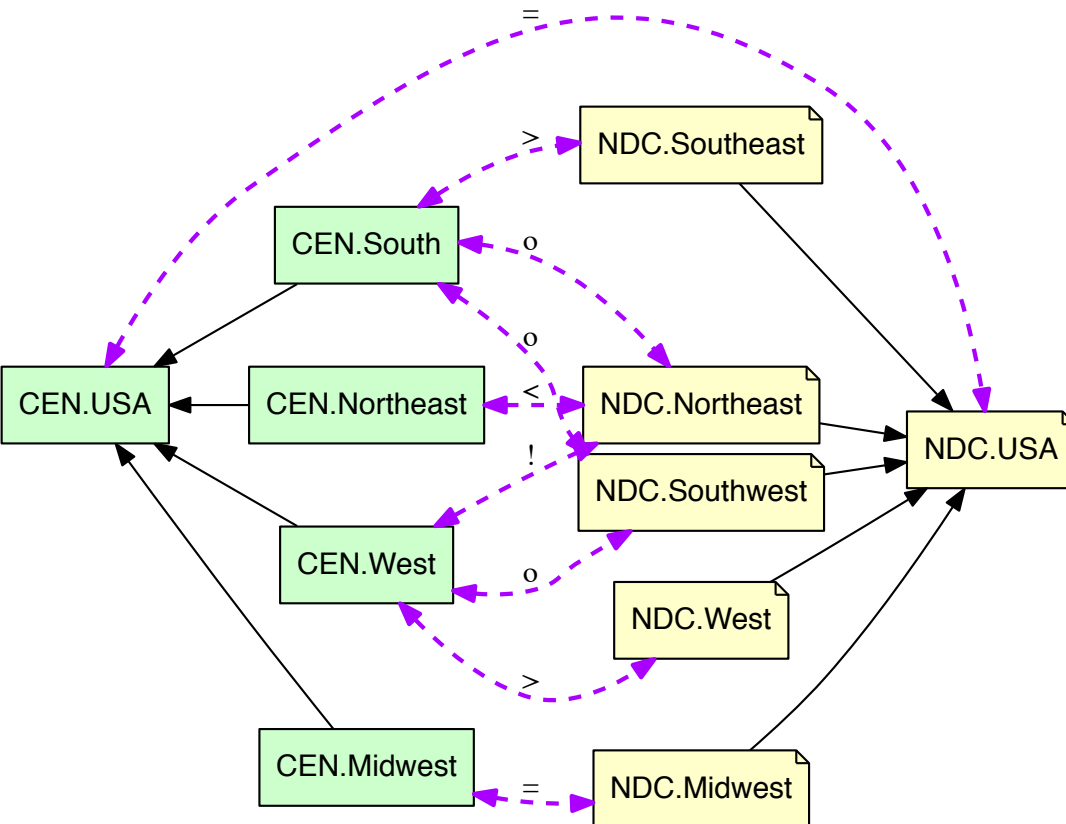 =
>
NDC.Southeast
CEN.South
o
o
CEN.USA
CEN.Northeast
<
NDC.Northeast
NDC.USA
!
NDC.Southwest
CEN.West
o
NDC.West
>
CEN.Midwest
=
NDC.Midwest